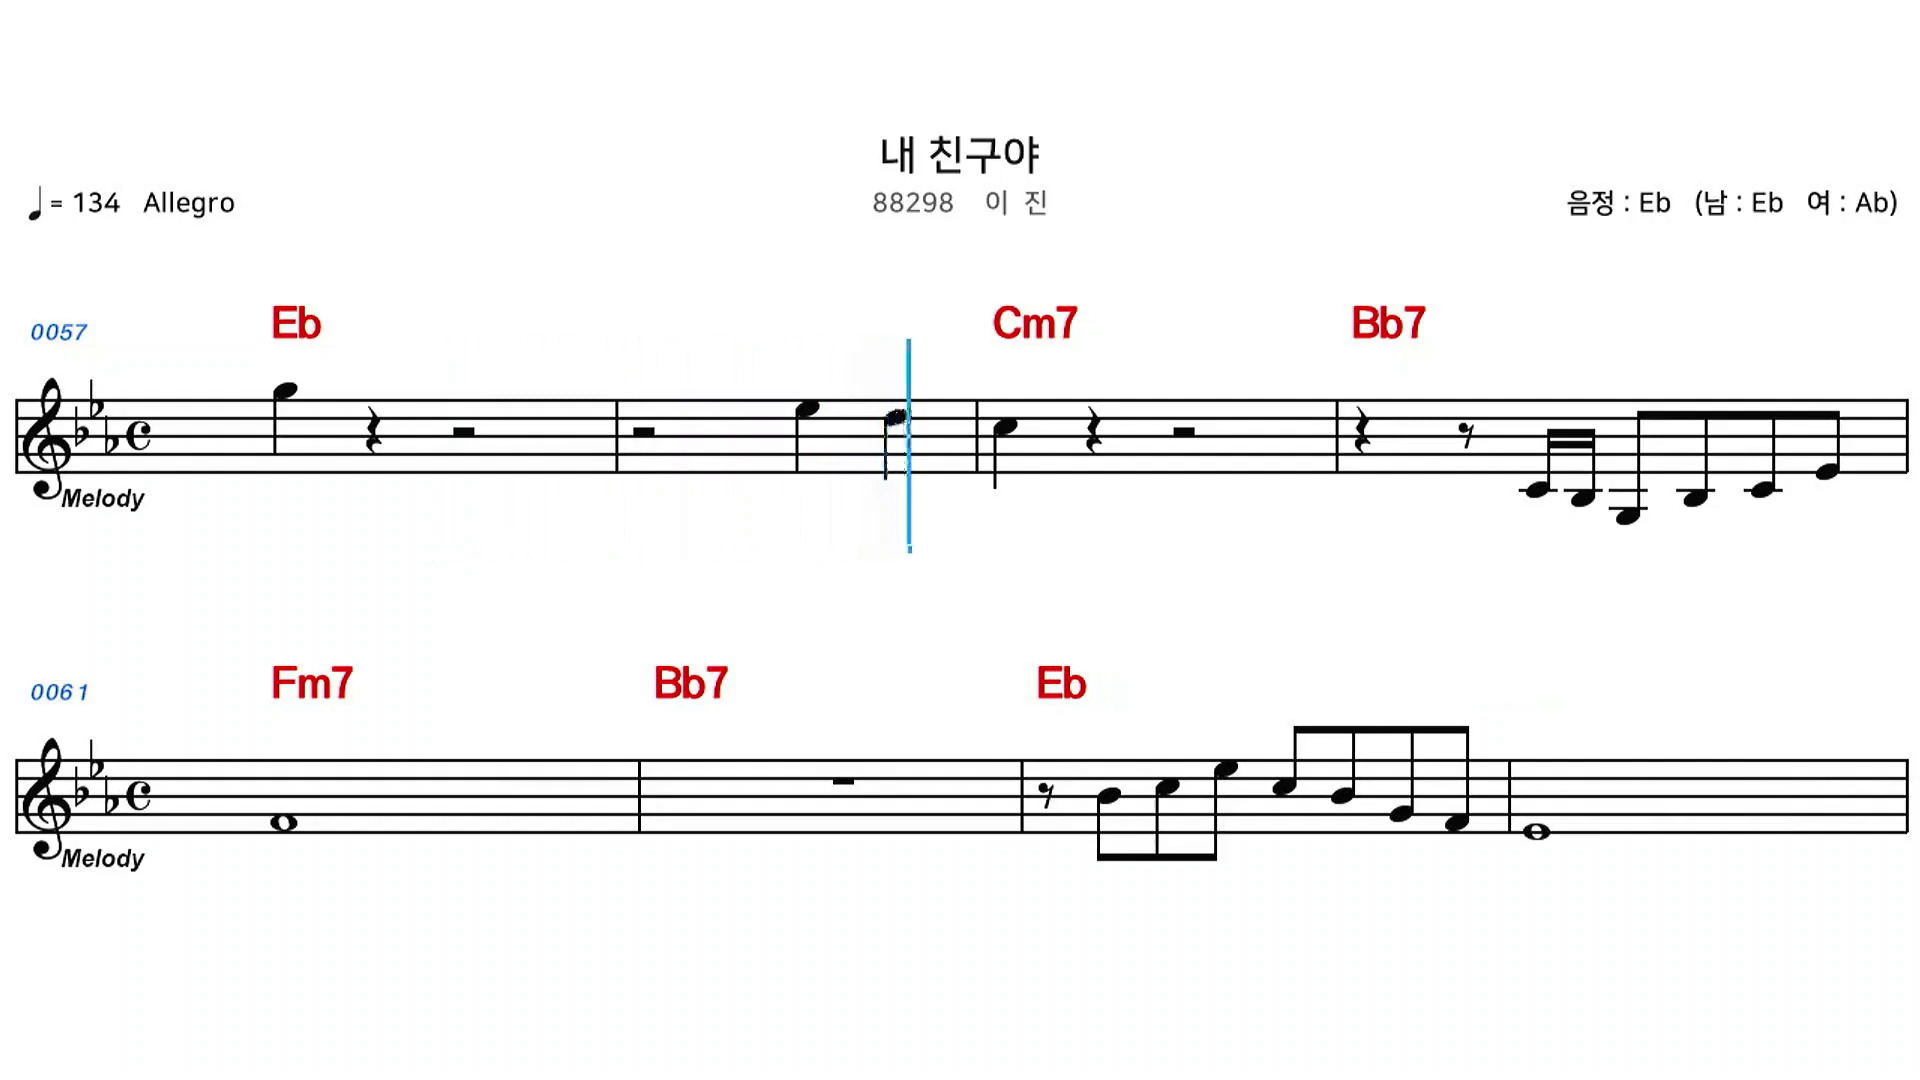 내 친구야
♩= 134 Allegro 88298 이 진 음정 : Eb (남 : Eb 여 : Ab)
0057 Eb Cm7 Bb7
Melody
0061 Fm7 Bb7 Eb
Melody